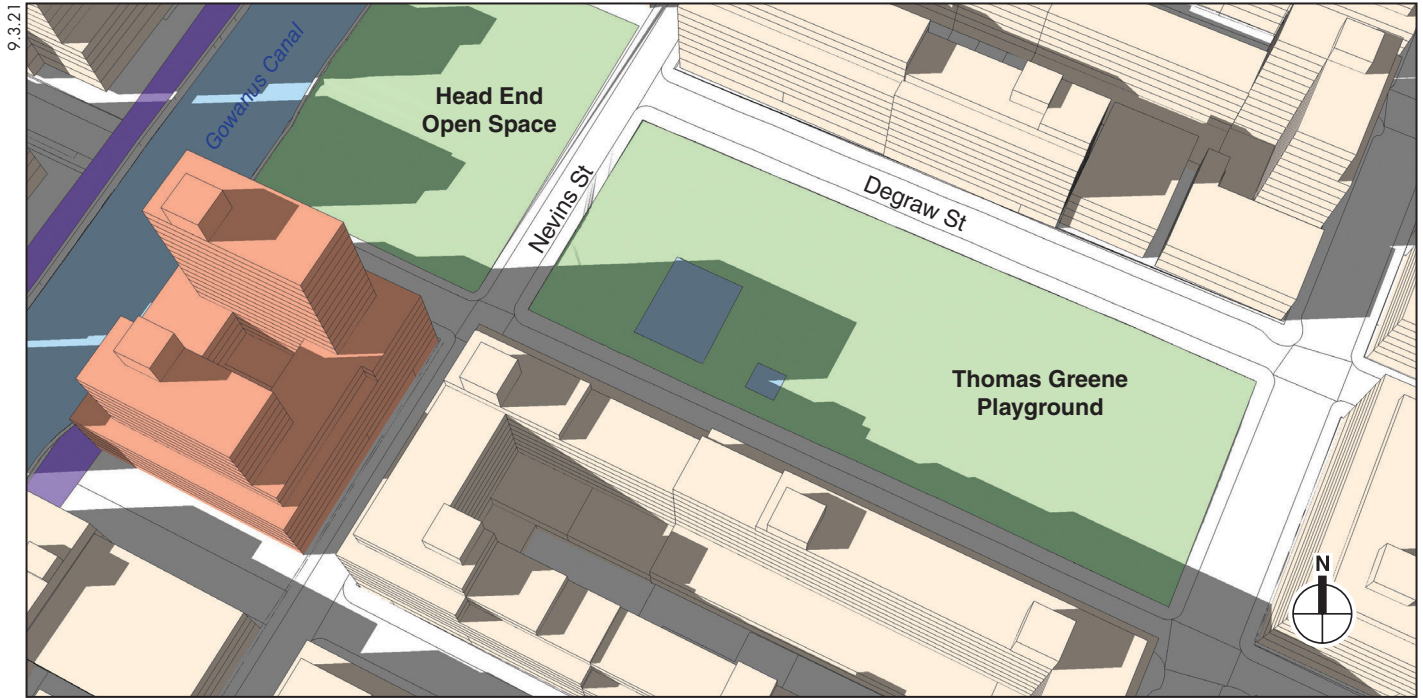 9.3.21
Gowanus Canal
Head End
Open Space
Nevins St
Degraw St
Thomas Greene
Playground
N